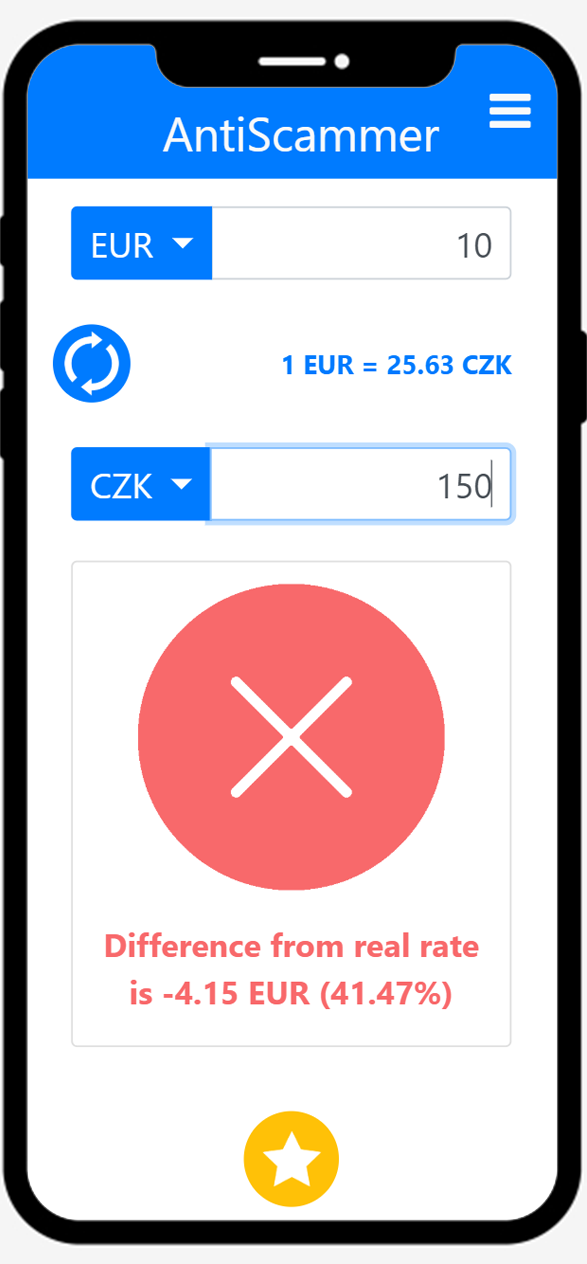 AntiScammer
EUR
10
1 EUR = 25.63 CZK
CZK
150
Difference from real rate
is -4.15 EUR (41.47%)